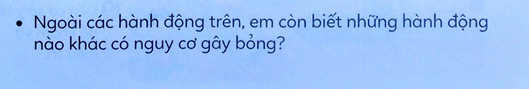 • Ngoài các hành động trên, em còn biết những hành động
nào khác có nguy cơ gây bỏng?